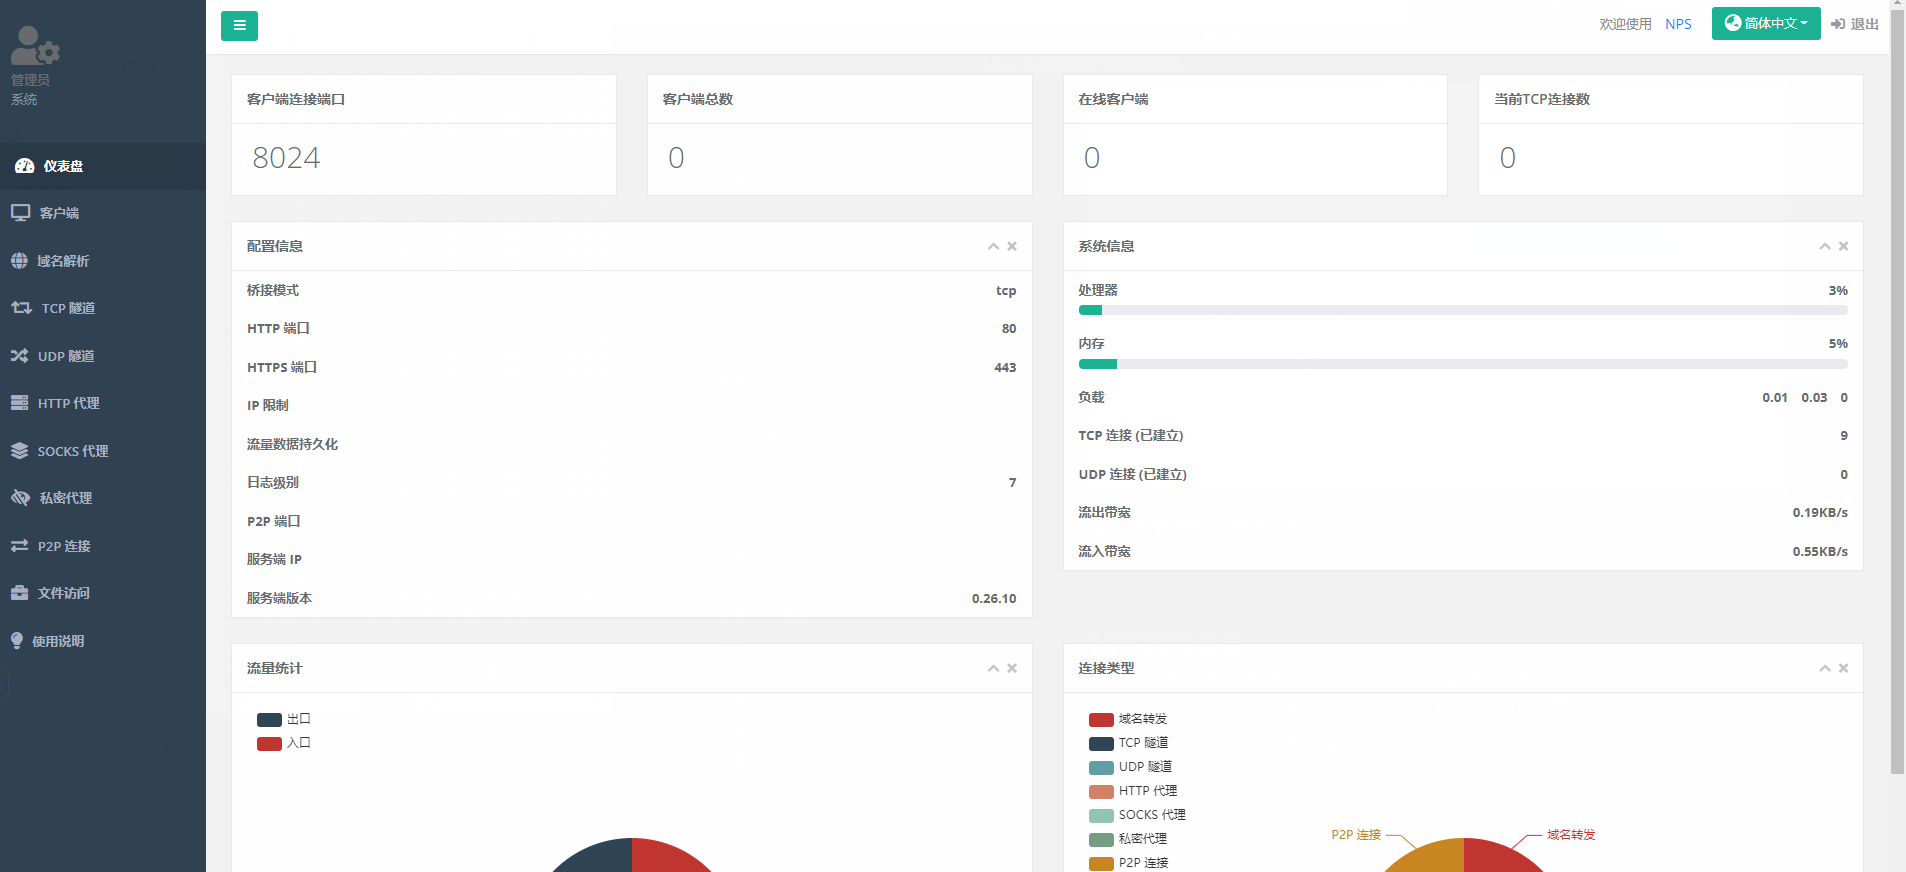 管理员
系统
仪表盘
客户端
域名解析
TCP 隧道
UDP 隧道
HTTP 代理
SOCKS 代理
私密代理
P2P 连接
文件访问
使用说明
欢迎使用 NPS 简体中文 退出
客户端连接端口
8024
客户端总数
0
在线客户端
0
当前TCP连接数
0
配置信息
桥接模式 tcp
HTTP 端口 80
HTTPS 端口 443
IP 限制
流量数据持久化
日志级别 7
P2P 端口
服务端 IP
服务端版本 0.26.10
系统信息
处理器 3%
内存 5%
负载 0.01 0.03 0
TCP 连接 (已建立) 9
UDP 连接 (已建立) 0
流出带宽 0.19KB/s
流入带宽 0.55KB/s
流量统计
出口
入口
连接类型
域名转发
TCP 隧道
UDP 隧道
HTTP 代理
SOCKS 代理
私密代理
P2P 连接
P2P 连接 域名转发